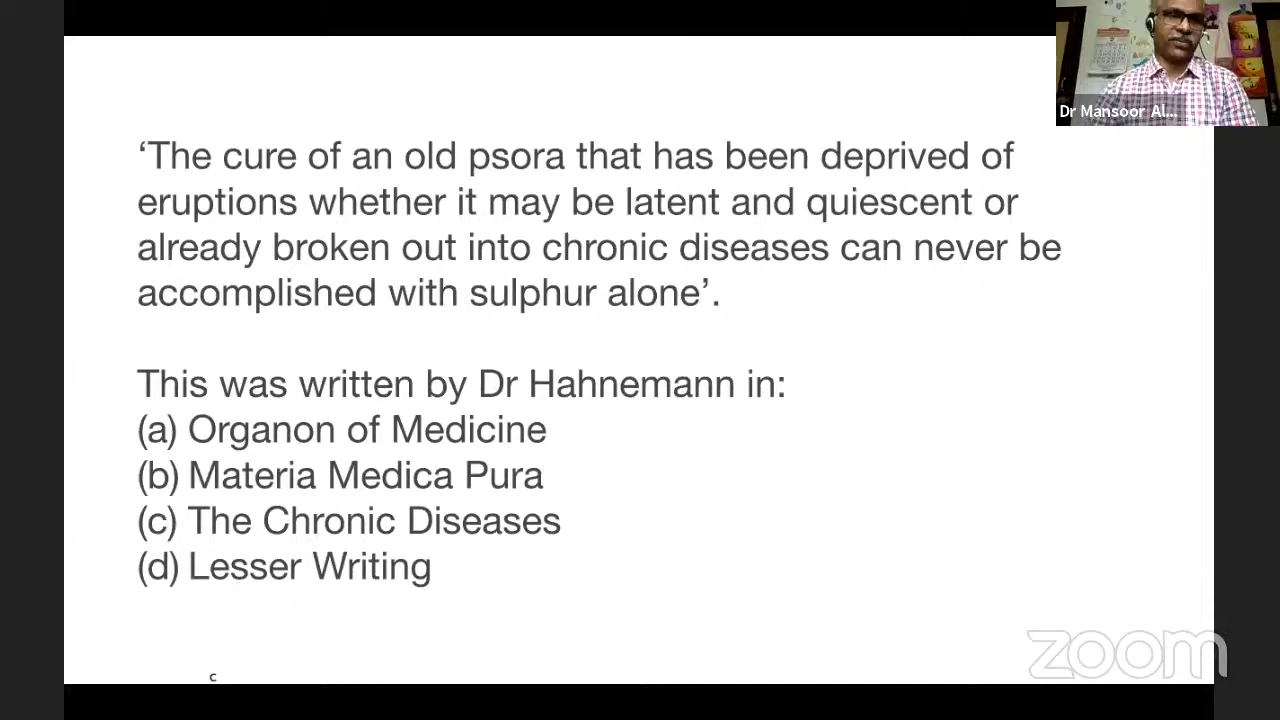 Dr Mansoor Al...
‘The cure of an old psora that has been deprived of
eruptions whether it may be latent and quiescent or
already broken out into chronic diseases can never be
accomplished with sulphur alone’.
This was written by Dr Hahnemann in:
(a) Organon of Medicine
(b) Materia Medica Pura
(c) The Chronic Diseases
(d) Lesser Writing
zoom
c